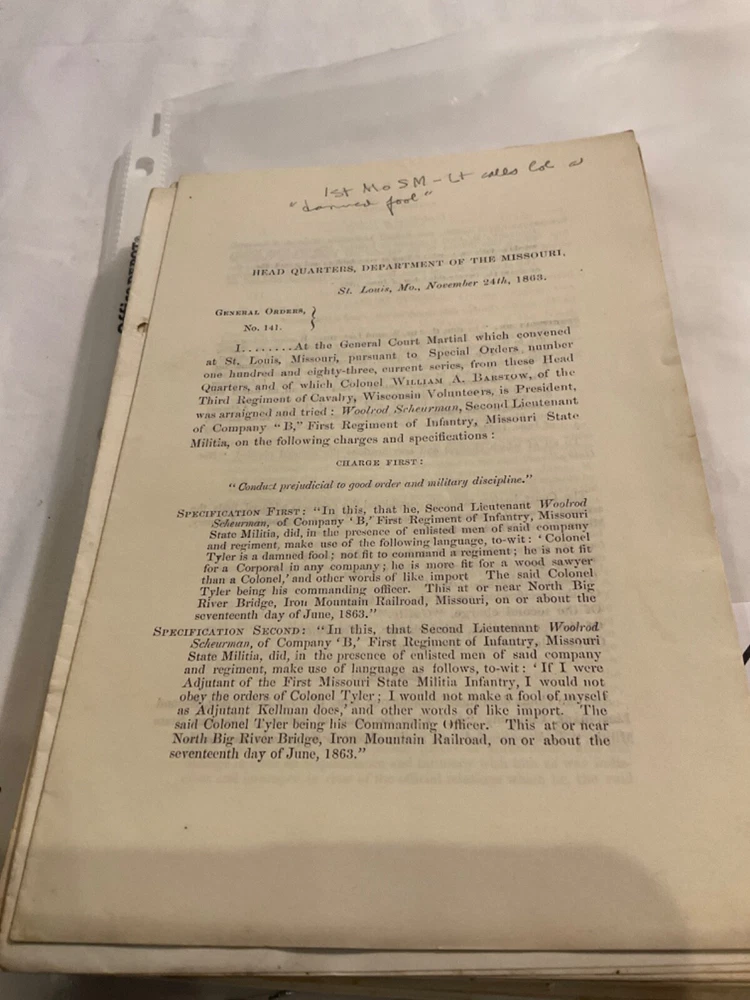 1st Mo SM - Lt calls Col a
"damned fool"
HEAD QUARTERS, DEPARTMENT OF THE MISSOURI,
St. Louis, Mo., November 24th, 1863.
GENERAL ORDERS, }
No. 141.
I........At the General Court Martial which convened
at St. Louis, Missouri, pursuant to Special Orders number
one hundred and eighty-three, current series, from these Head
Quarters, and of which Colonel WILLIAM A. BARSTOW, of the
Third Regiment of Cavalry, Wisconsin Volunteers, is President,
was arraigned and tried: Woolrod Scheurman, Second Lieutenant
of Company "B," First Regiment of Infantry, Missouri State
Militia, on the following charges and specifications:
CHARGE FIRST:
"Conduct prejudicial to good order and military discipline."
SPECIFICATION FIRST: "In this, that he, Second Lieutenant Woolrod
Scheurman, of Company 'B,' First Regiment of Infantry, Missouri
State Militia, did, in the presence of enlisted men of said company
and regiment, make use of the following language, to-wit: 'Colonel
Tyler is a damned fool; not fit to command a regiment; he is not fit
for a Corporal in any company; he is more fit for a wood sawyer
than a Colonel,' and other words of like import The said Colonel
Tyler being his commanding officer. This at or near North Big
River Bridge, Iron Mountain Railroad, Missouri, on or about the
seventeenth day of June, 1863."
SPECIFICATION SECOND: "In this, that Second Lieutenant Woolrod
Scheurman, of Company 'B,' First Regiment of Infantry, Missouri
State Militia, did, in the presence of enlisted men of said company
and regiment, make use of language as follows, to-wit: 'If I were
Adjutant of the First Missouri State Militia Infantry, I would not
obey the orders of Colonel Tyler; I would not make a fool of myself
as Adjutant Kellman does,' and other words of like import. The
said Colonel Tyler being his Commanding Officer. This at or near
North Big River Bridge, Iron Mountain Railroad, on or about the
seventeenth day of June, 1863."
Office DEPOT